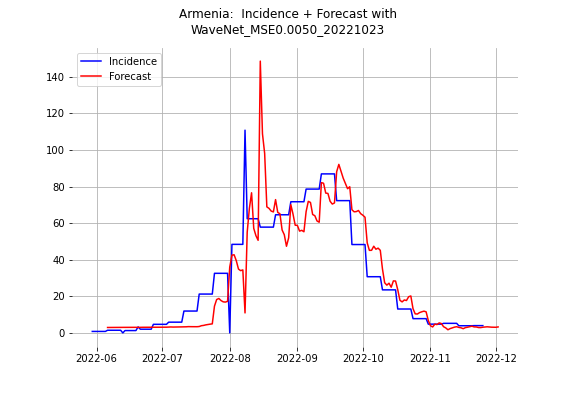 Armenia:  Incidence + Forecast with
WaveNet_MSE0.0050_20221023
Incidence
Forecast
140
120
100
80
60
40
20
0
2022-06 2022-07 2022-08 2022-09 2022-10 2022-11 2022-12